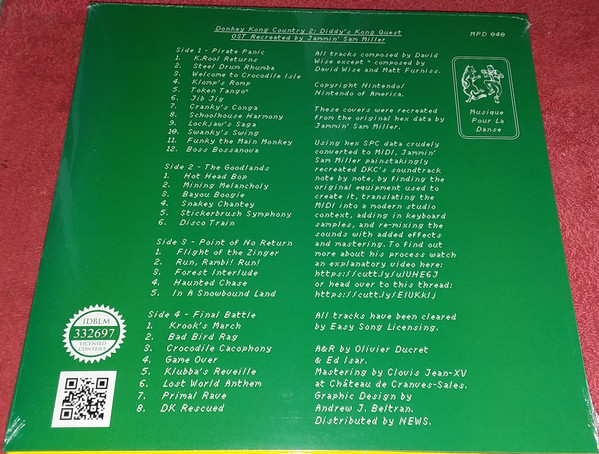 Donkey Kong Country 2: Diddy's Kong Quest
OST Recreated by Jammin' Sam Miller
MPD 040
Side 1 - Pirate Panic
1. K.Rool Returns
2. Steel Drum Rhumba
3. Welcome to Crocodile Isle
4. Klomp's Romp
5. Token Tango*
6. Jib Jig
7. Cranky's Conga
8. Schoolhouse Harmony
9. Lockjaw's Saga
10. Swanky's Swing
11. Funky the Main Monkey
12. Boss Bossanova
Side 2 - The Goodlands
1. Hot Head Bop
2. Mining Melancholy
3. Bayou Boogie
4. Snakey Chantey
5. Stickerbrush Symphony
6. Disco Train
Side 3 - Point of No Return
1. Flight of the Zinger
2. Run, Rambi! Run!
3. Forest Interlude
4. Haunted Chase
5. In A Snowbound Land
Side 4 - Final Battle
1. Krook's March
2. Bad Bird Rag
3. Crocodile Cacophony
4. Game Over
5. Klubba's Reveille
6. Lost World Anthem
7. Primal Rave
8. DK Rescued
All tracks composed by David
Wise except * composed by
David Wise and Matt Furniss.
Copyright Nintendo/
Nintendo of America.
These covers were recreated
from the original hex data by
Jammin' Sam Miller.
Using hex SPC data crudely
converted to MIDI, Jammin'
Sam Miller painstakingly
recreated DKC's soundtrack
note by note, by finding the
original equipment used to
create it, translating the
MIDI into a modern studio
context, adding in keyboard
samples, and re-mixing the
sounds with added effects
and mastering. To find out
more about his process watch
an explanatory video here:
https://cutt.ly/ulUHE6J
or head over to this thread:
https://cutt.ly/ElUKkIj
All tracks have been cleared
by Easy Song Licensing.
A&R by Olivier Ducret
& Ed Isar.
Mastering by Clovis Jean-XV
at Château de Cranves-Sales.
Graphic Design by
Andrew J. Beltran.
Distributed by NEWS.
Musique
Pour La
Danse
IDBLM
332697
LICENSED
CONTENT